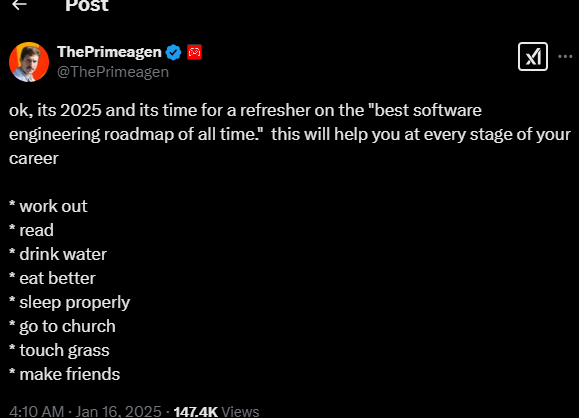 Post
ThePrimeagen
@ThePrimeagen
ok, its 2025 and its time for a refresher on the "best software
engineering roadmap of all time."  this will help you at every stage of your
career
* work out
* read
* drink water
* eat better
* sleep properly
* go to church
* touch grass
* make friends
4:10 AM · Jan 16, 2025 · 147.4K Views